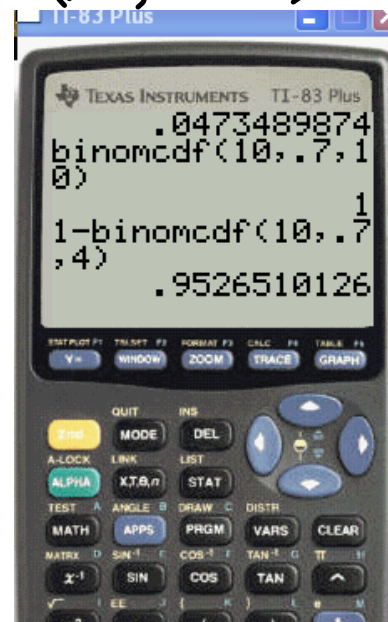 TI-83 Plus
TEXAS INSTRUMENTS TI-83 Plus
.0473489874
binomcdf(10,.7,1
0)
1
1-binomcdf(10,.7
,4)
.9526510126
STAT PLOT F1 TBLSET F2 FORMAT F3 CALC F4 TABLE F5
Y= WINDOW ZOOM TRACE GRAPH
QUIT INS
2nd MODE DEL
A-LOCK LINK LIST
ALPHA X,T,θ,n STAT
TEST A ANGLE B DRAW C DISTR
MATH APPS PRGM VARS CLEAR
MATRX D SIN-1 E COS-1 F TAN-1 G π H
x-1 SIN COS TAN ^
√ I EE J { K } L e M